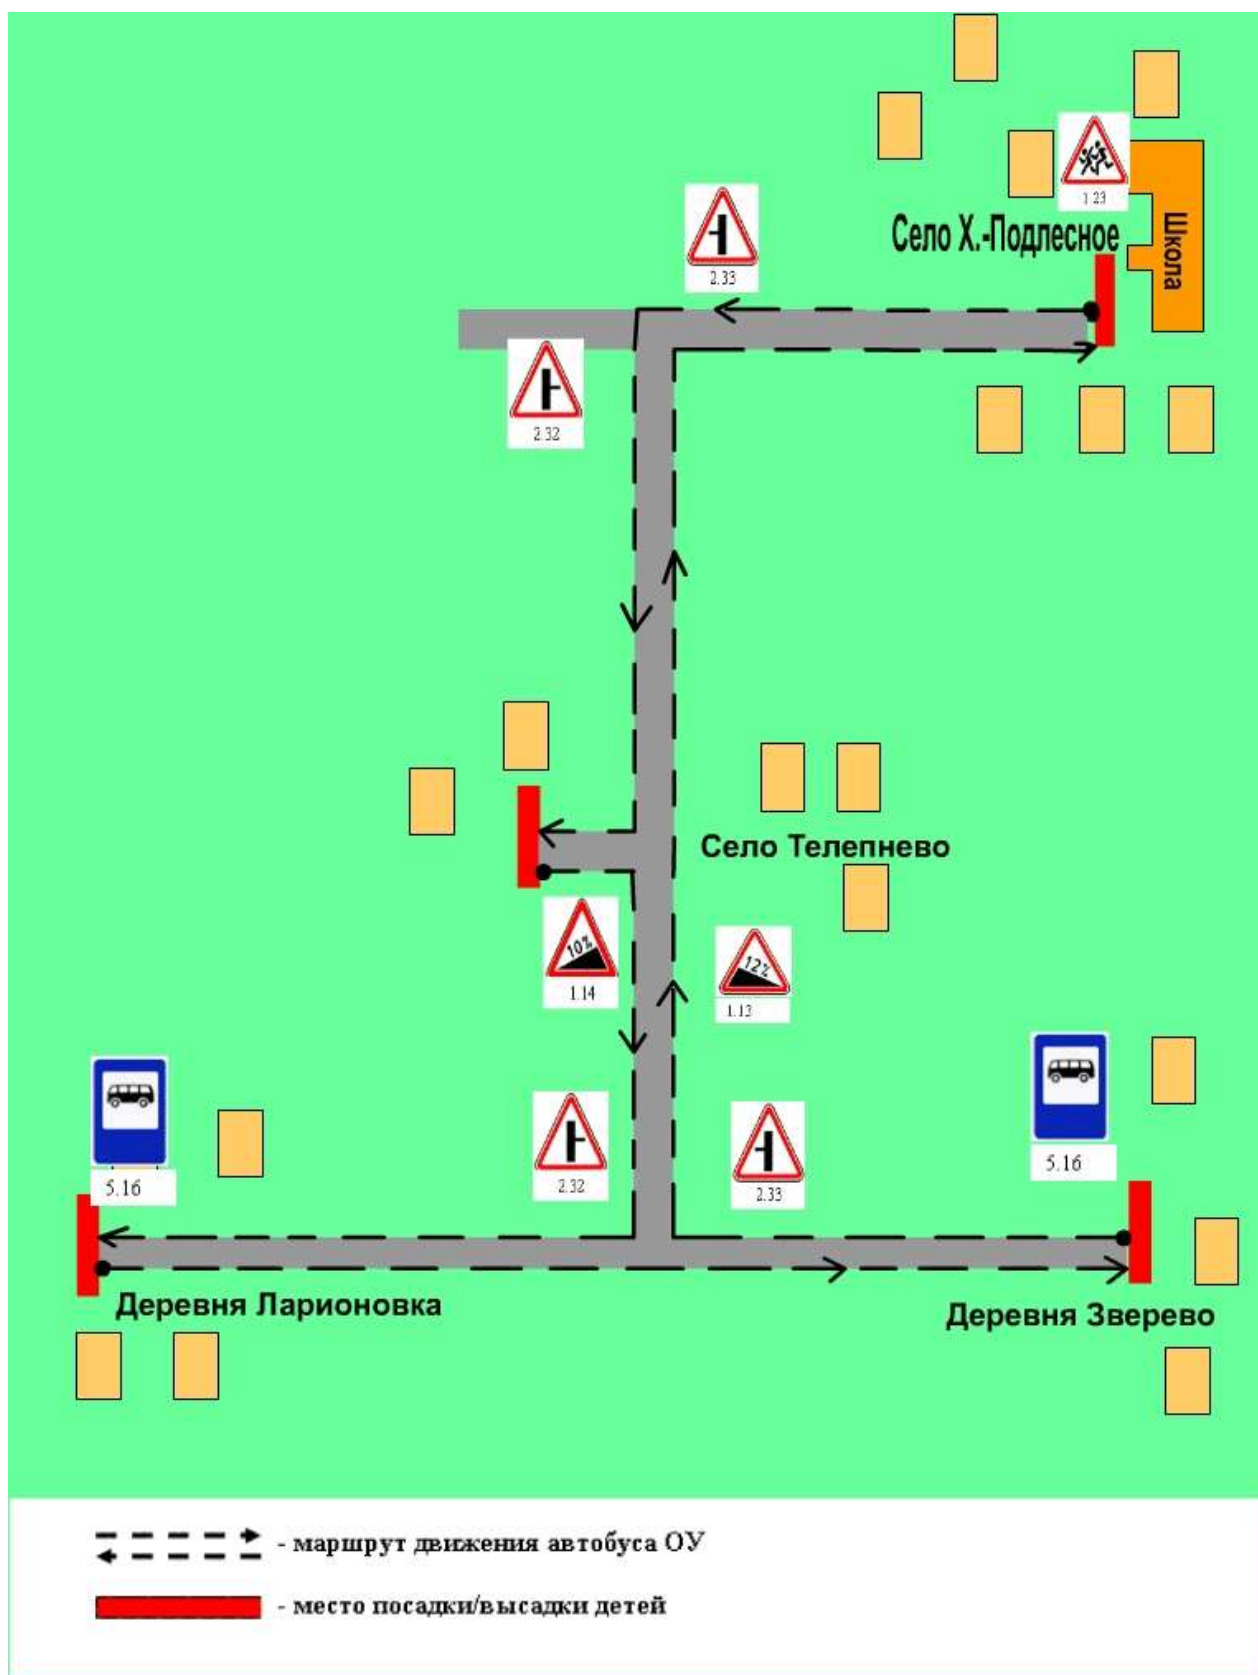 1.23
Село Х.-Подлесное
Школа
2.33
2.32
Село Телепнево
10%
1.14
12%
1.13
5.16
2.32
2.33
5.16
Деревня Ларионовка
Деревня Зверево
- маршрут движения автобуса ОУ
- место посадки/высадки детей